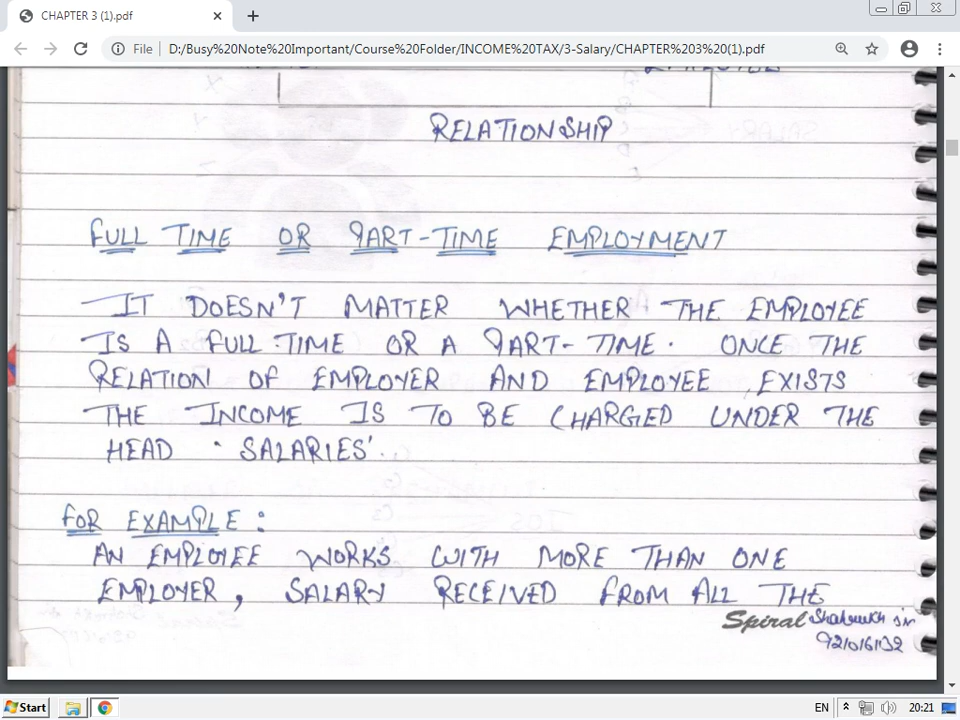 CHAPTER 3 (1).pdf
File | D:/Busy%20Note%20Important/Course%20Folder/INCOME%20TAX/3-Salary/CHAPTER%203%20(1).pdf
RELATIONSHIP
FULL TIME OR PART-TIME EMPLOYMENT
IT DOESN'T MATTER WHETHER THE EMPLOYEE
IS A FULL-TIME OR A PART-TIME. ONCE THE
RELATION OF EMPLOYER AND EMPLOYEE EXISTS
THE INCOME IS TO BE CHARGED UNDER THE
HEAD 'SALARIES'.
FOR EXAMPLE:
AN EMPLOYEE WORKS WITH MORE THAN ONE
EMPLOYER, SALARY RECEIVED FROM ALL THE
Spiral Shahrukh sir
Start
EN
20:21